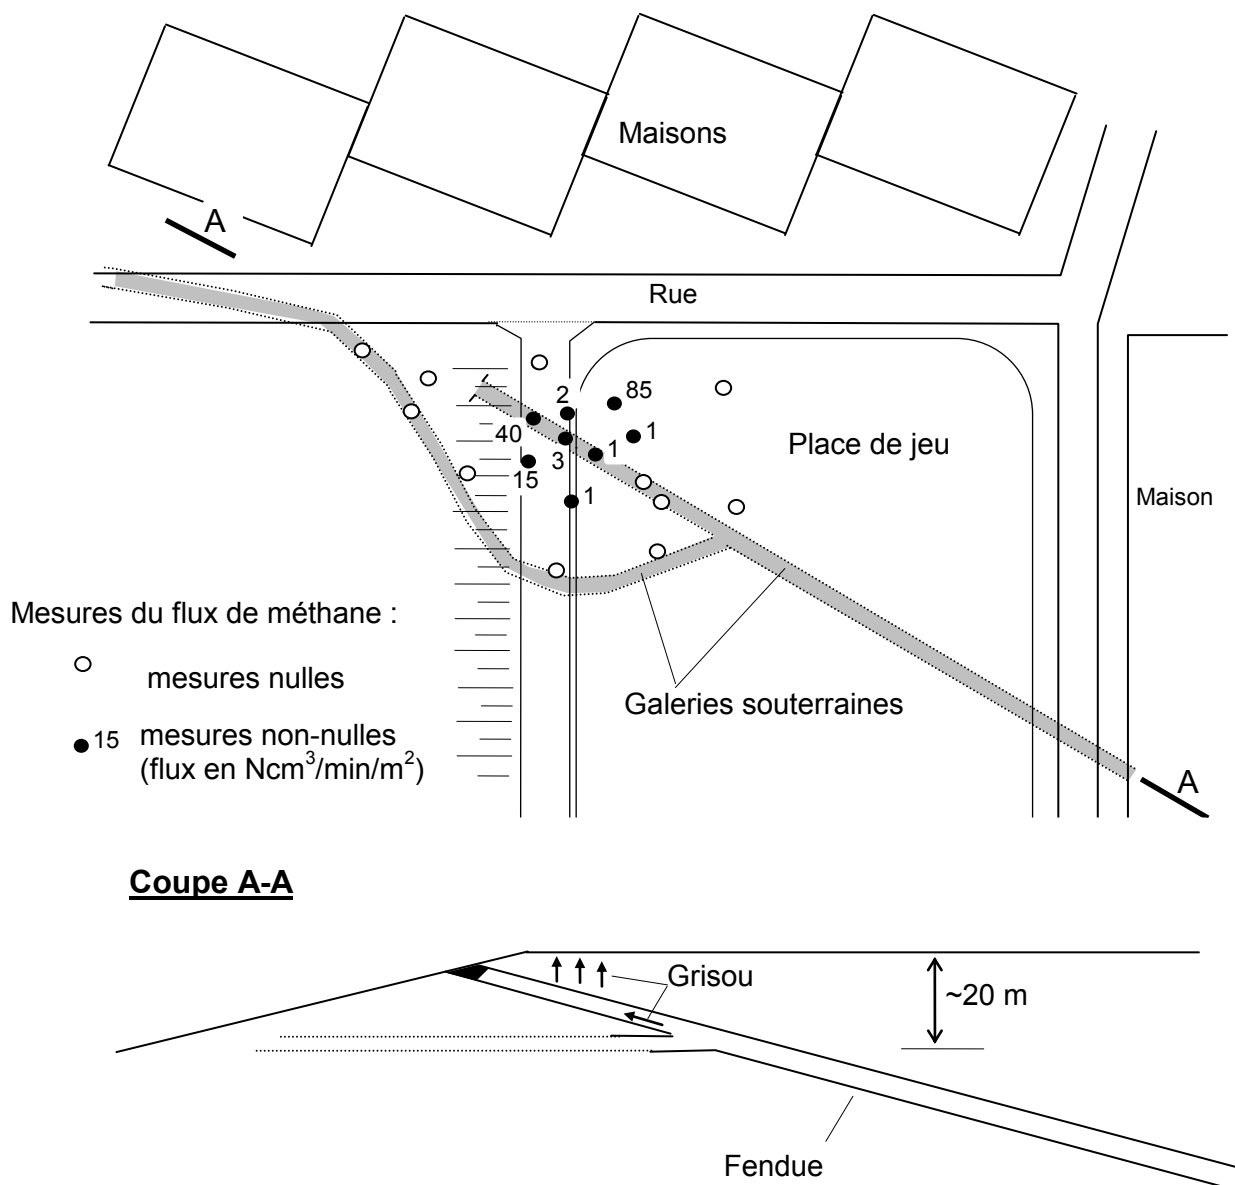 Maisons
A
Rue
2
85
40
1
3
1
15
1
Place de jeu
Maison
Mesures du flux de méthane :
mesures nulles
15 mesures non-nulles
(flux en Ncm³/min/m²)
Galeries souterraines
A
Coupe A-A
Grisou
~20 m
Fendue